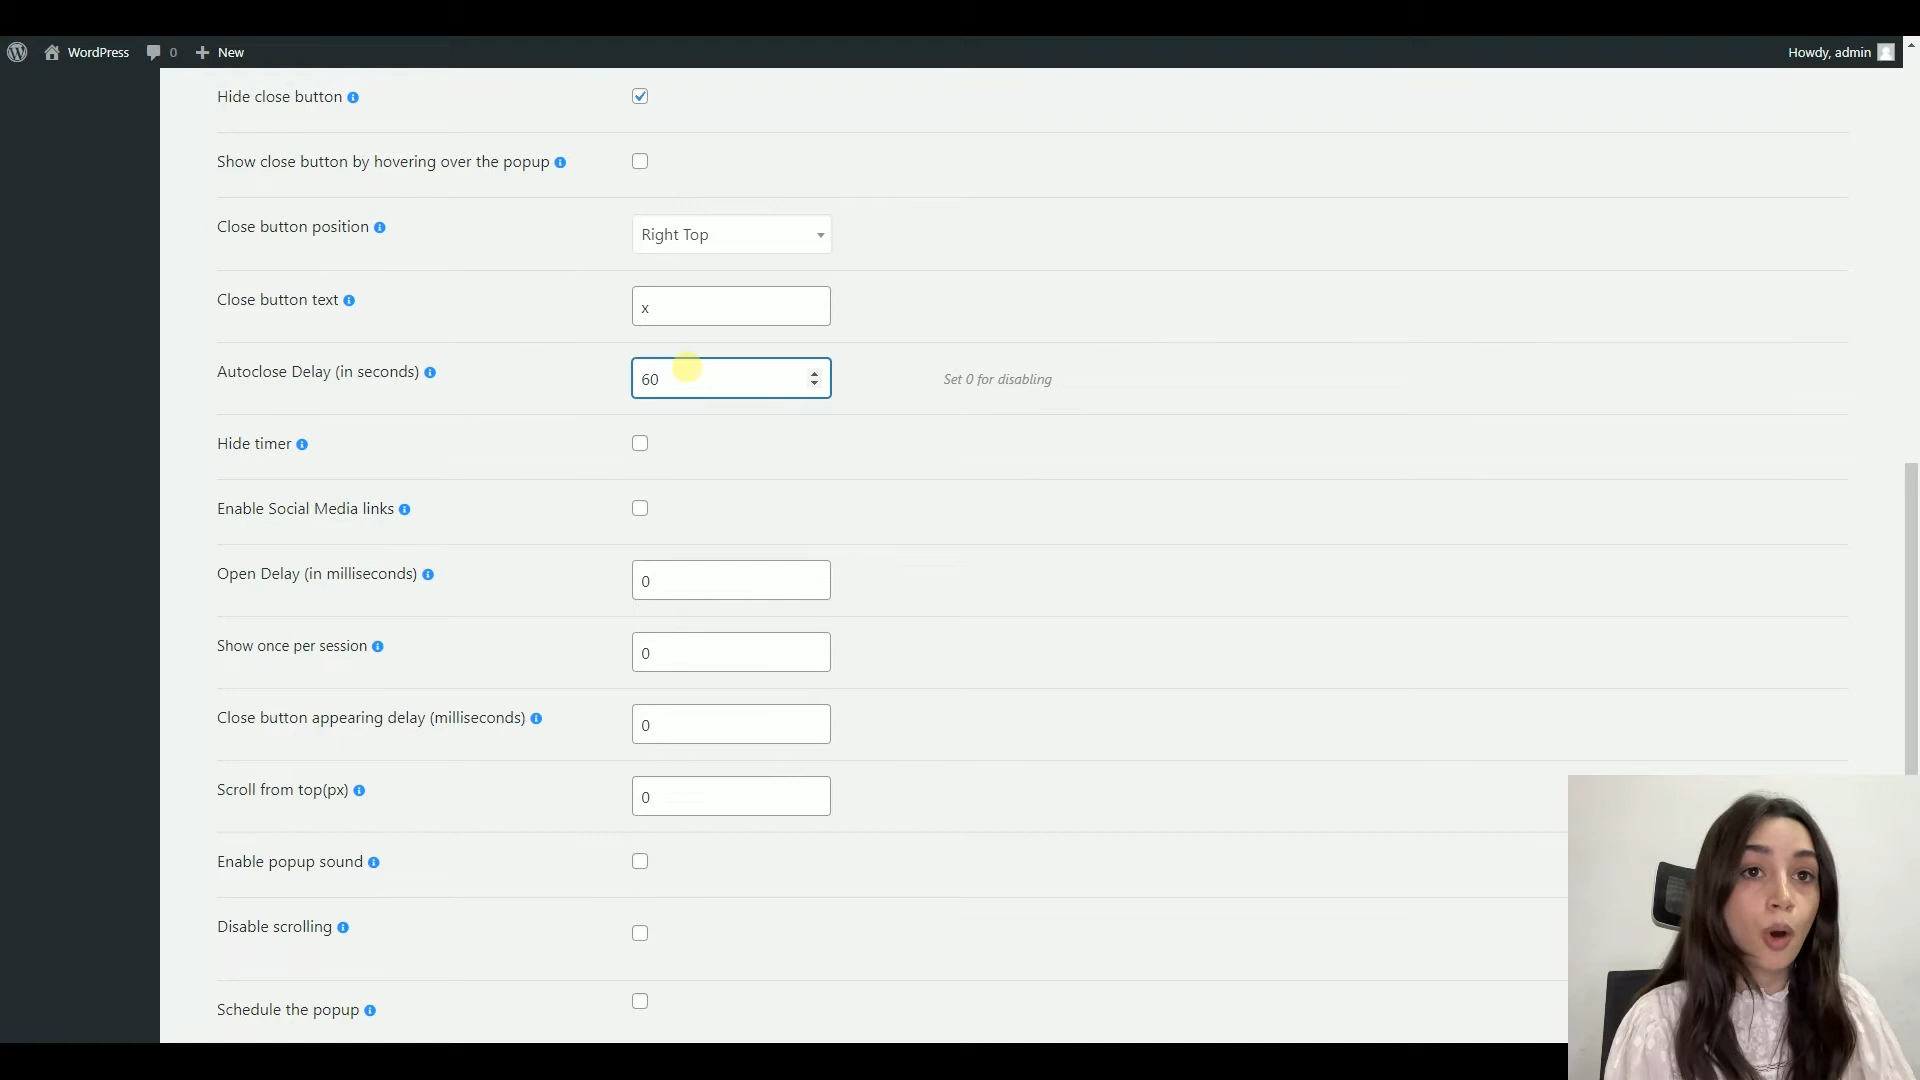 WordPress 0 New Howdy, admin
Hide close button
Show close button by hovering over the popup
Close button position Right Top
Close button text x
Autoclose Delay (in seconds) 60 Set 0 for disabling
Hide timer
Enable Social Media links
Open Delay (in milliseconds) 0
Show once per session 0
Close button appearing delay (milliseconds) 0
Scroll from top(px) 0
Enable popup sound
Disable scrolling
Schedule the popup